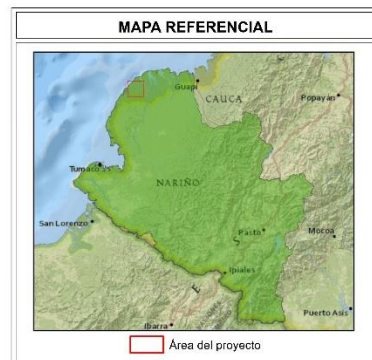 MAPA REFERENCIAL
Guapi
CAUCA
Popayán
Tumaco
NARIÑO
San Lorenzo
Pasto
Mocoa
S
Ipiales
E
Puerto Asís
Ibarra
Área del proyecto